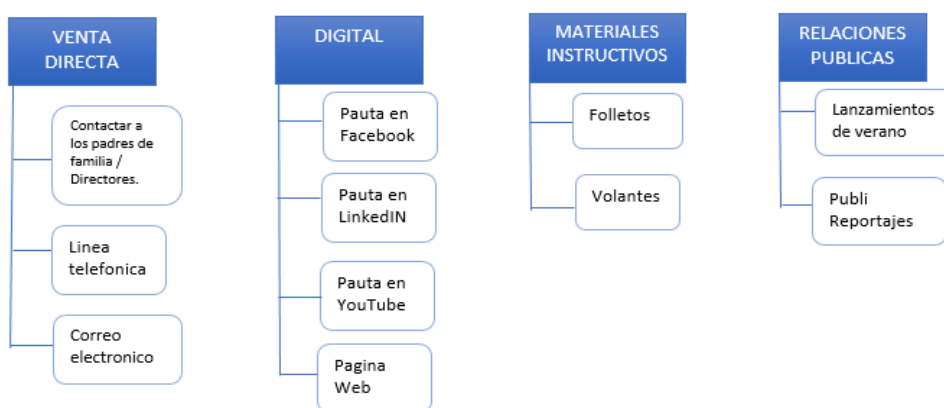 VENTA
DIRECTA
Contactar a
los padres de
familia /
Directores.
Linea
telefonica
Correo
electronico
DIGITAL
Pauta en
Facebook
Pauta en
LinkedIN
Pauta en
YouTube
Pagina
Web
MATERIALES
INSTRUCTIVOS
Folletos
Volantes
RELACIONES
PUBLICAS
Lanzamientos
de verano
Publi
Reportajes